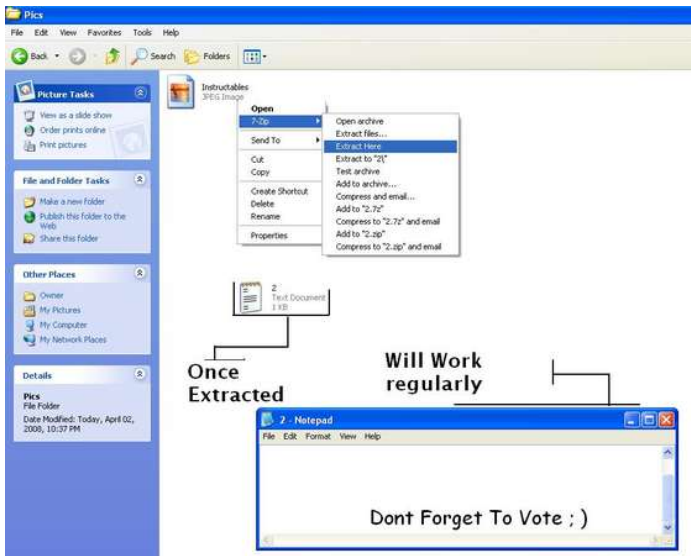 Pics
File Edit View Favorites Tools Help
Back Search Folders
Picture Tasks
View as a slide show
Order prints online
Print pictures
File and Folder Tasks
Make a new folder
Publish this folder to the
Web
Share this folder
Other Places
Owner
My Pictures
My Computer
My Network Places
Details
Pics
File Folder
Date Modified: Today, April 02,
2008, 10:37 PM
Instructables
JPEG Image
Open
7-Zip
Send To
Cut
Copy
Create Shortcut
Delete
Rename
Properties
Open archive
Extract files...
Extract Here
Extract to "2\"
Test archive
Add to archive...
Compress and email...
Add to "2.7z"
Compress to "2.7z" and email
Add to "2.zip"
Compress to "2.zip" and email
2
Text Document
1 KB
Once
Extracted
Will Work
regularly
2 - Notepad
File Edit Format View Help
Dont Forget To Vote ; )